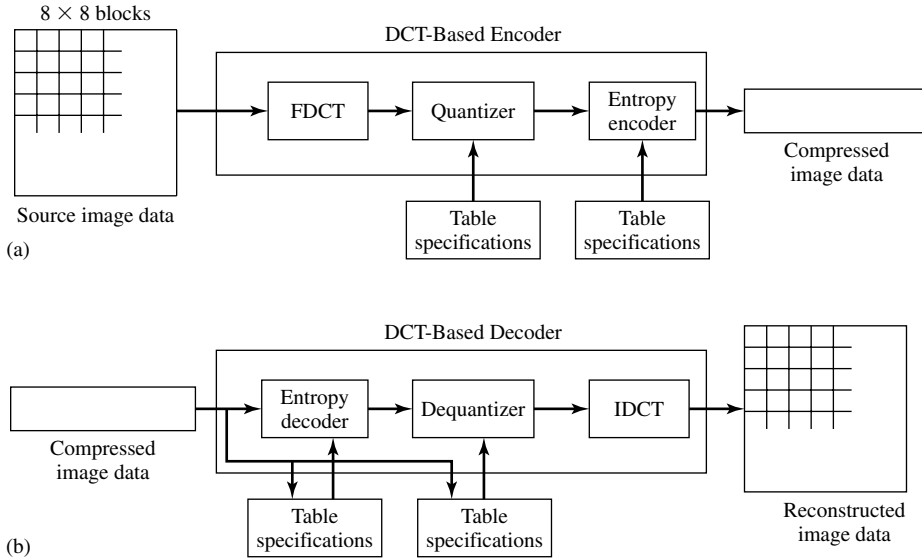 8 × 8 blocks
DCT-Based Encoder
FDCT
Quantizer
Entropy
encoder
Source image data
Table
specifications
Table
specifications
Compressed
image data
(a)
DCT-Based Decoder
Entropy
decoder
Dequantizer
IDCT
Compressed
image data
Table
specifications
Table
specifications
Reconstructed
image data
(b)